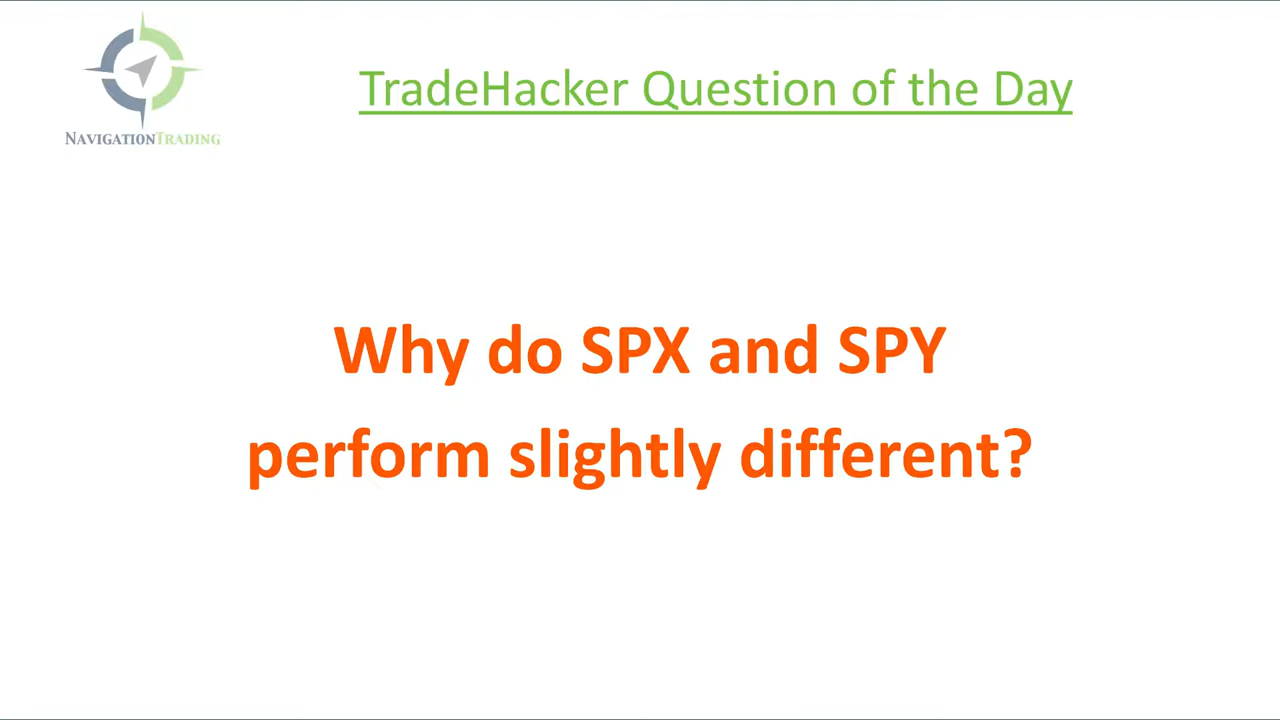 NAVIGATIONTRADING
TradeHacker Question of the Day
Why do SPX and SPY
perform slightly different?